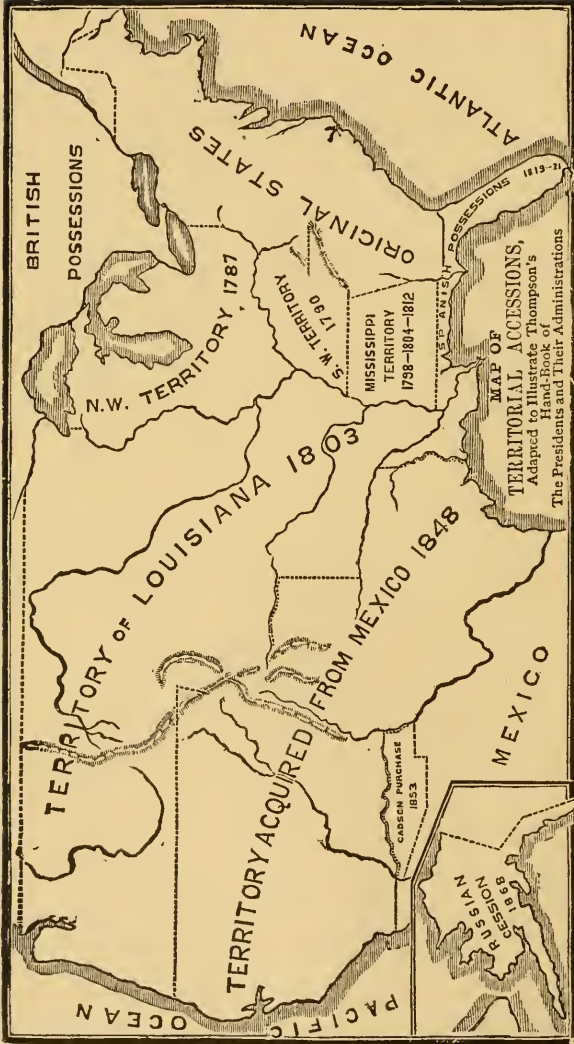 BRITISH
POSSESSIONS
ATLANTIC OCEAN
ORIGINAL STATES
N.W. TERRITORY, 1787
S.W. TERRITORY
1790
MISSISSIPPI
TERRITORY
1798-1804-1812
SPANISH POSSESSIONS 1819-21
TERRITORY OF LOUISIANA 1803
TERRITORY ACQUIRED FROM MEXICO 1848
CADSEN PURCHASE
1853
MEXICO
PACIFIC OCEAN
RUSSIAN
CESSION
1868
MAP OF
TERRITORIAL ACCESSIONS,
Adapted to Illustrate Thompson's
Hand-Book of
The Presidents and Their Administrations